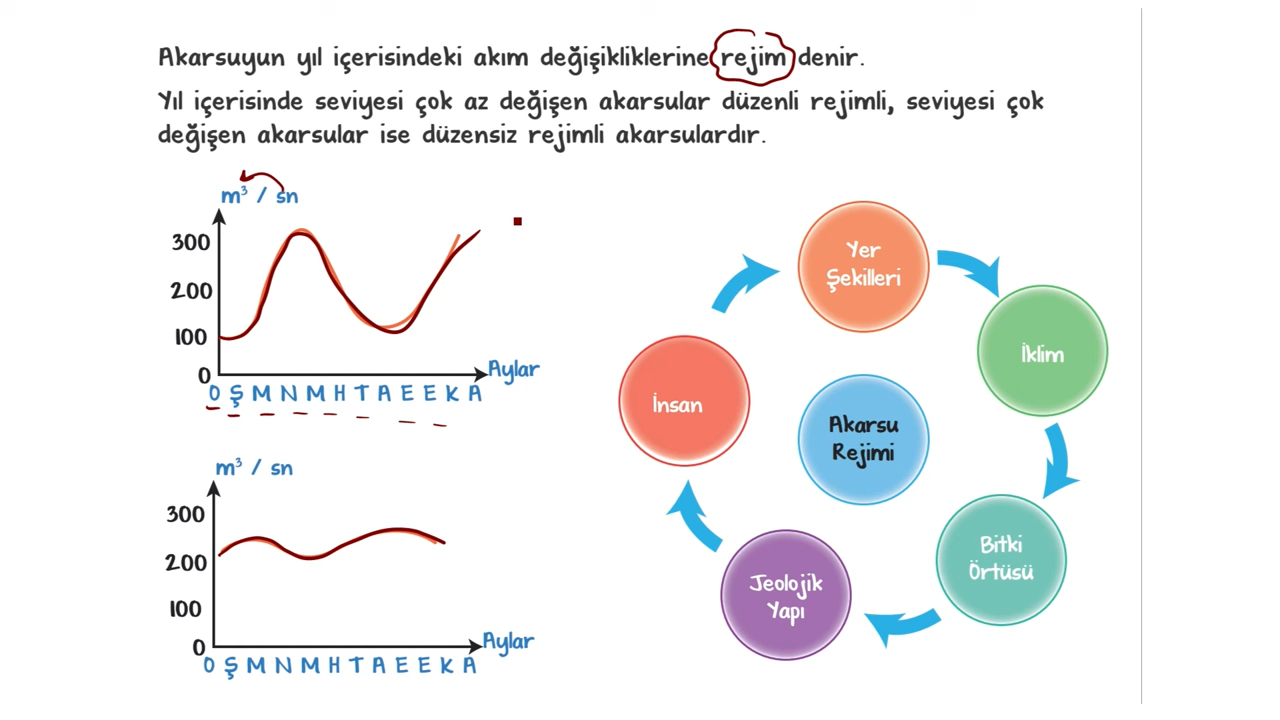 Akarsuyun yıl içerisindeki akım değişikliklerine rejim denir.
Yıl içerisinde seviyesi çok az değişen akarsular düzenli rejimli, seviyesi çok
değişen akarsular ise düzensiz rejimli akarsulardır.
m³ / sn
300
200
100
0
Aylar
O Ş M N M H T A E E K A
m³ / sn
300
200
100
0
Aylar
O Ş M N M H T A E E K A
Yer
Şekilleri
İklim
Bitki
Örtüsü
Jeolojik
Yapı
İnsan
Akarsu
Rejimi